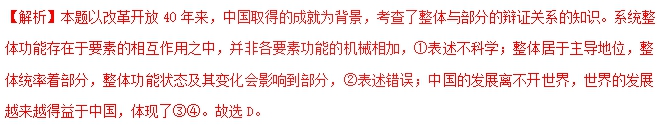 【解析】本题以改革开放 40 年来，中国取得的成就为背景，考查了整体与部分的辩证关系的知识。系统整
体功能存在于要素的相互作用之中，并非各要素功能的机械相加，①表述不科学；整体居于主导地位，整
体统率着部分，整体功能状态及其变化会影响到部分，②表述错误；中国的发展离不开世界，世界的发展
越来越得益于中国，体现了③④。故选 D。